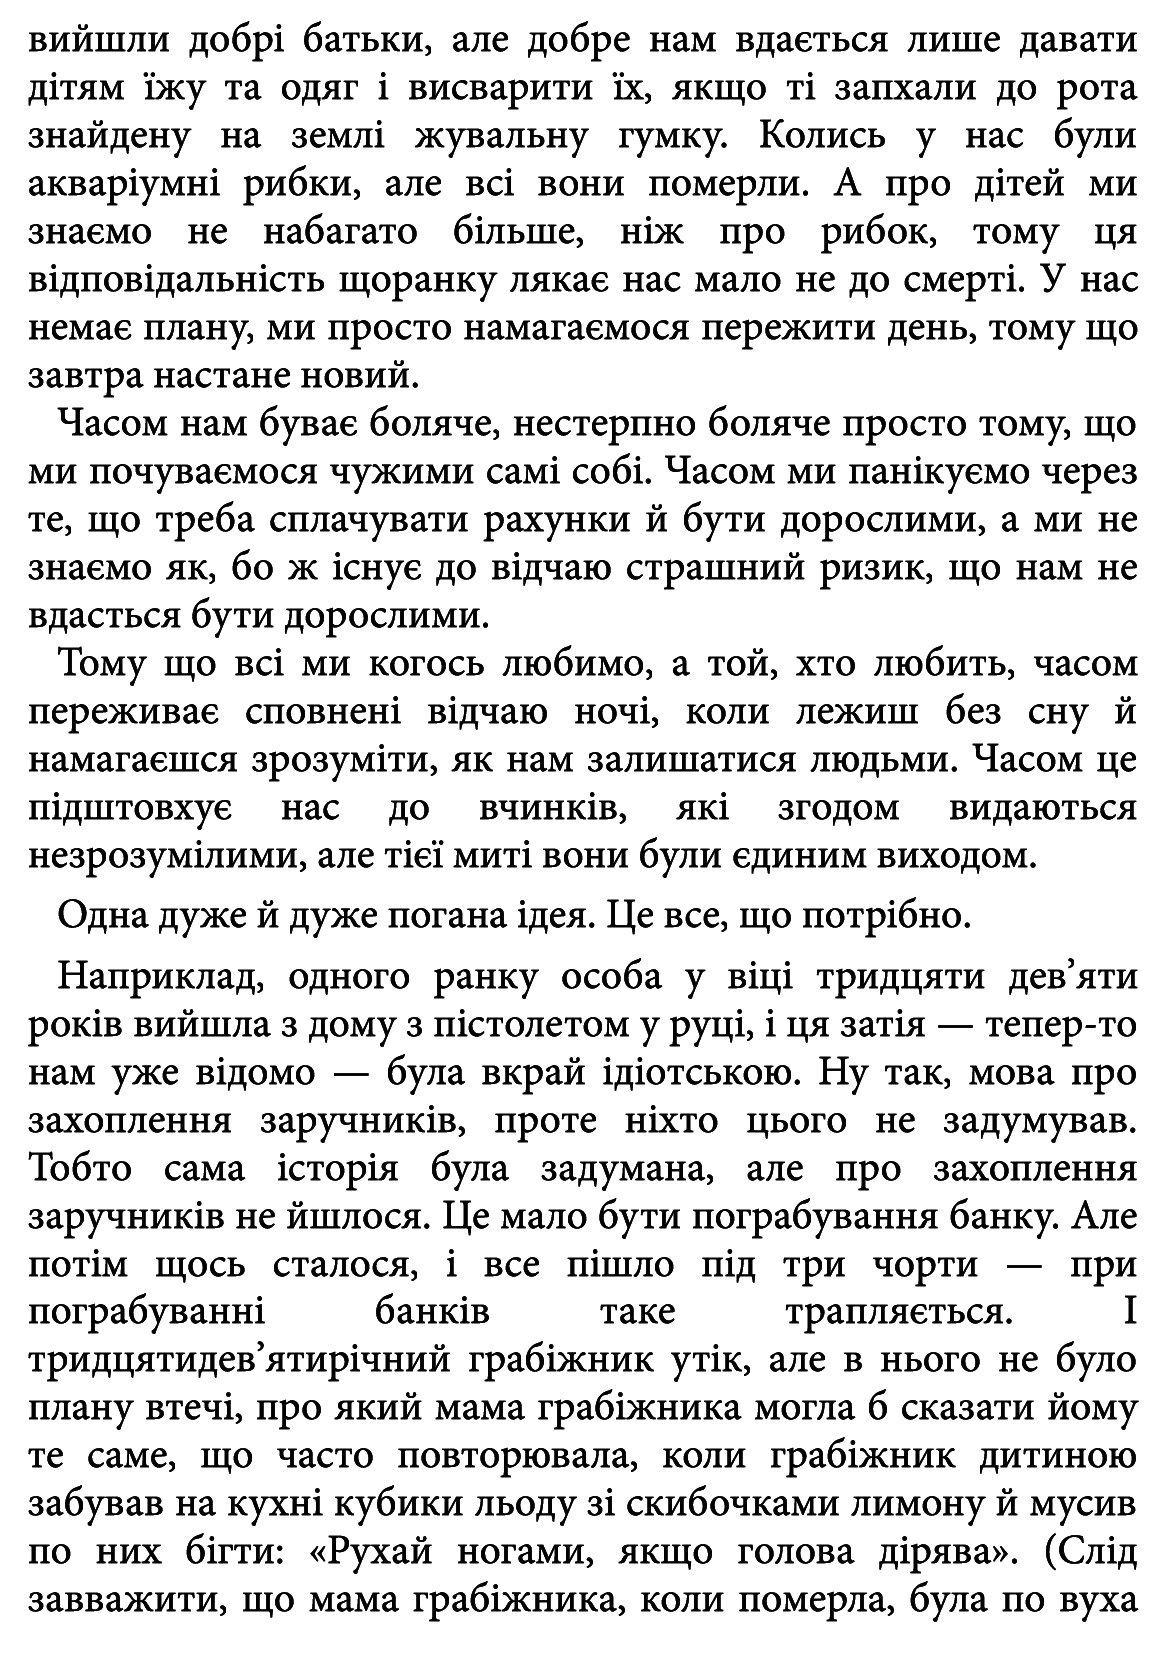 вийшли добрі батьки, але добре нам вдається лише давати
дітям їжу та одяг і висварити їх, якщо ті запхали до рота
знайдену на землі жувальну гумку. Колись у нас були
акваріумні рибки, але всі вони померли. А про дітей ми
знаємо не набагато більше, ніж про рибок, тому ця
відповідальність щоранку лякає нас мало не до смерті. У нас
немає плану, ми просто намагаємося пережити день, тому що
завтра настане новий.
Часом нам буває боляче, нестерпно боляче просто тому, що
ми почуваємося чужими самі собі. Часом ми панікуємо через
те, що треба сплачувати рахунки й бути дорослими, а ми не
знаємо як, бо ж існує до відчаю страшний ризик, що нам не
вдасться бути дорослими.
Тому що всі ми когось любимо, а той, хто любить, часом
переживає сповнені відчаю ночі, коли лежиш без сну й
намагаєшся зрозуміти, як нам залишатися людьми. Часом це
підштовхує нас до вчинків, які згодом видаються
незрозумілими, але тієї миті вони були єдиним виходом.
Одна дуже й дуже погана ідея. Це все, що потрібно.
Наприклад, одного ранку особа у віці тридцяти дев’яти
років вийшла з дому з пістолетом у руці, і ця затія — тепер-то
нам уже відомо — була вкрай ідіотською. Ну так, мова про
захоплення заручників, проте ніхто цього не задумував.
Тобто сама історія була задумана, але про захоплення
заручників не йшлося. Це мало бути пограбування банку. Але
потім щось сталося, і все пішло під три чорти — при
пограбуванні банків таке трапляється. І
тридцятидев’ятирічний грабіжник утік, але в нього не було
плану втечі, про який мама грабіжника могла б сказати йому
те саме, що часто повторювала, коли грабіжник дитиною
забував на кухні кубики льоду зі скибочками лимону й мусив
по них бігти: «Рухай ногами, якщо голова дірява». (Слід
завважити, що мама грабіжника, коли померла, була по вуха